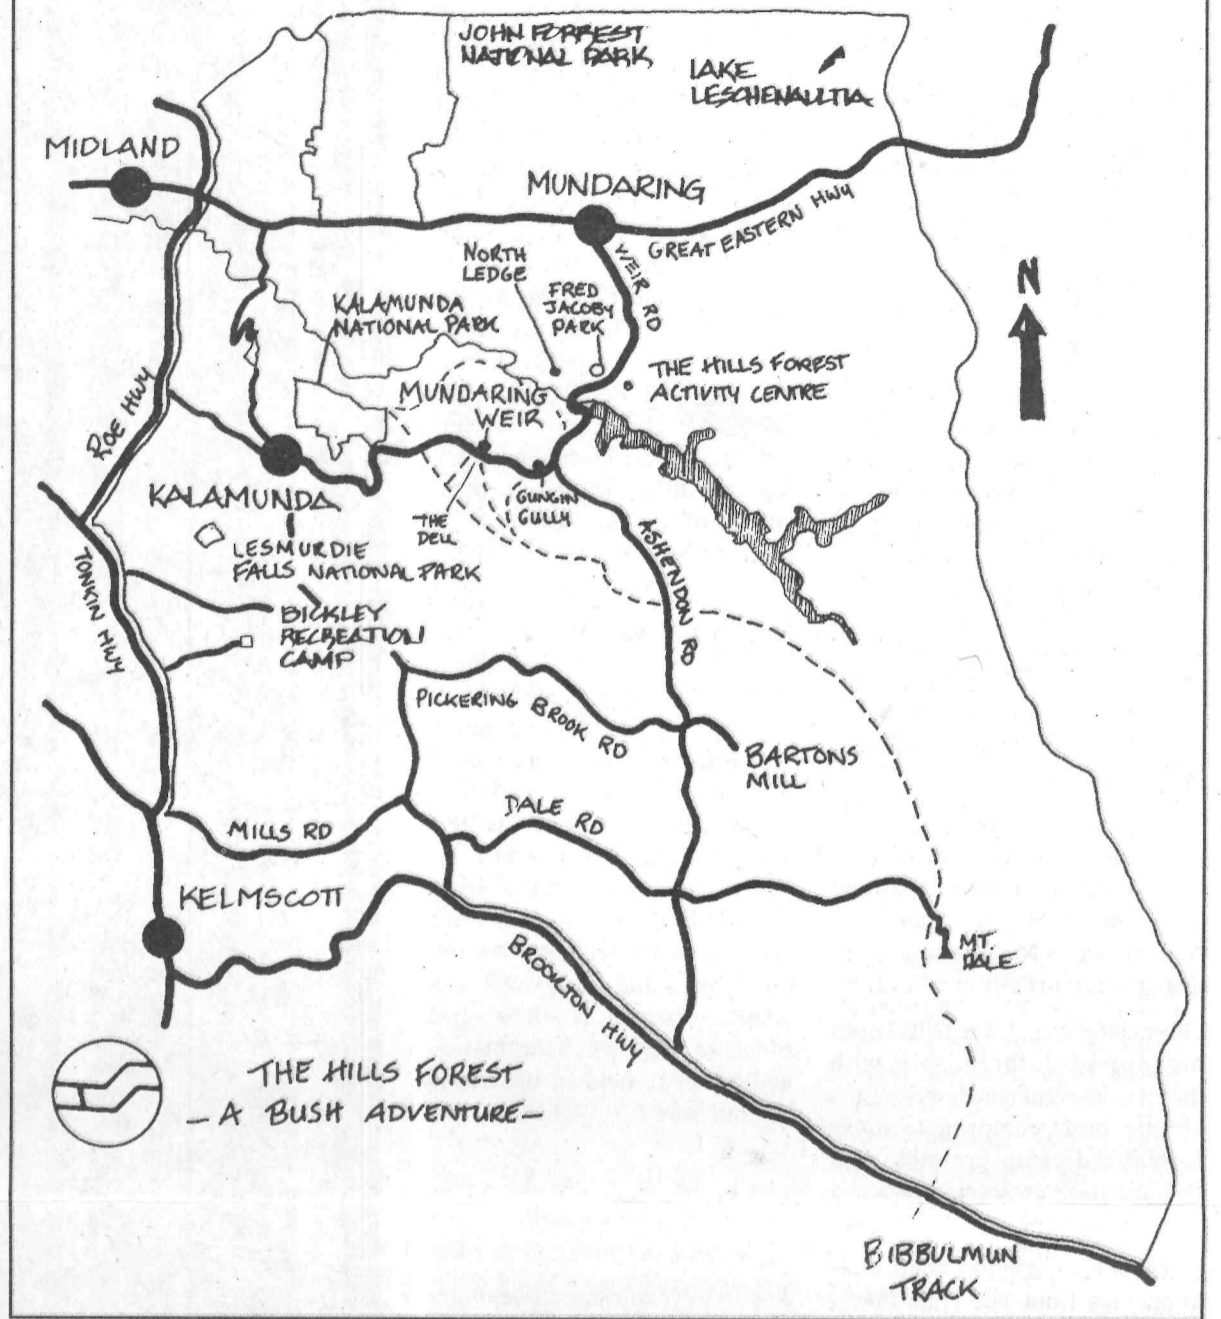 JOHN FORREST
NATIONAL PARK
LAKE
LESCHENAULTIA
MIDLAND
MUNDARING
GREAT EASTERN HWY
WEIR RD
NORTH
LEDGE
FRED
JACOBY
PARK
KALAMUNDA
NATIONAL PARK
N
THE HILLS FOREST
ACTIVITY CENTRE
MUNDARING
WEIR
ROE HWY
KALAMUNDA
GUNGIN
GULLY
THE
DELL
ASHENDON RD
LESMURDIE
FALLS NATIONAL PARK
TONKIN HWY
BICKLEY
RECREATION
CAMP
PICKERING BROOK RD
BARTONS
MILL
DALE RD
MILLS RD
KELMSCOTT
MT.
DALE
BROOKTON HWY
THE HILLS FOREST
A BUSH ADVENTURE—
BIBBULMUN
TRACK